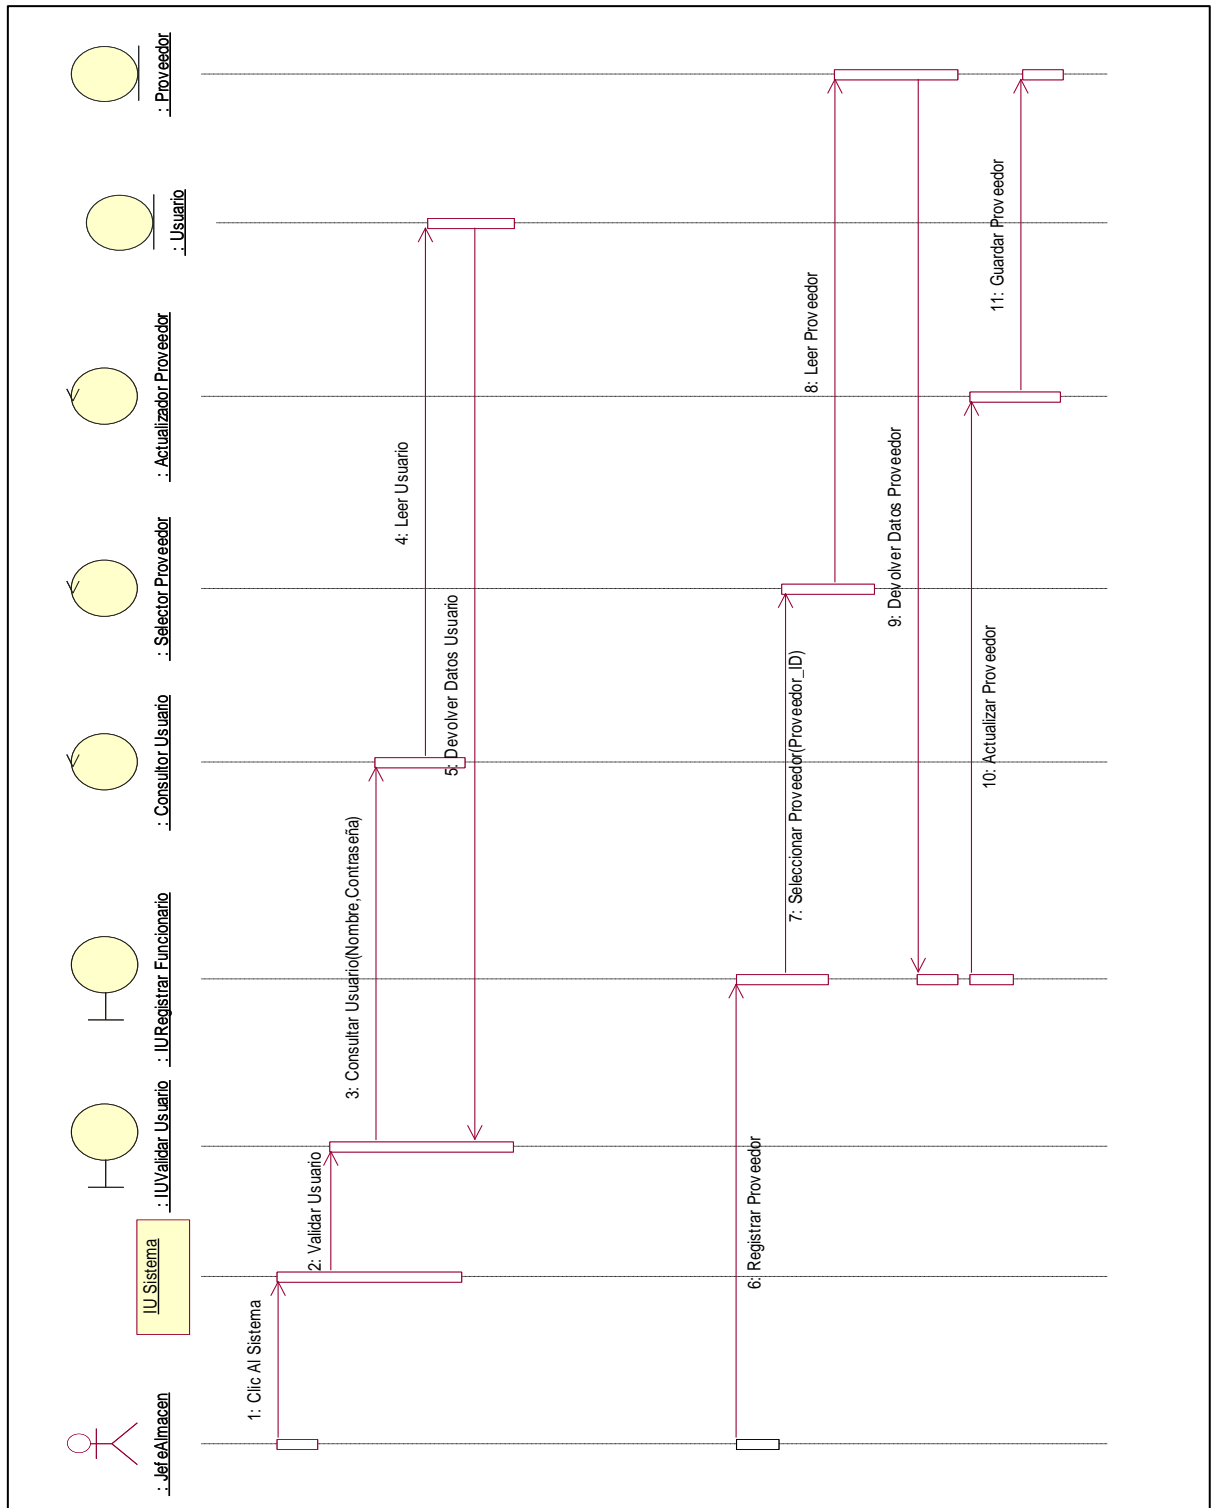 : JefeAlmacen
IU Sistema
: IUValidar Usuario
: IURegistrar Funcionario
: Consultor Usuario
: Selector Proveedor
: Actualizador Proveedor
: Usuario
: Proveedor
1: Clic Al Sistema
2: Validar Usuario
3: Consultar Usuario(Nombre,Contraseña)
4: Leer Usuario
5: Devolver Datos Usuario
6: Registrar Proveedor
7: Seleccionar Proveedor(Proveedor_ID)
8: Leer Proveedor
9: Devolver Datos Proveedor
10: Actualizar Proveedor
11: Guardar Proveedor